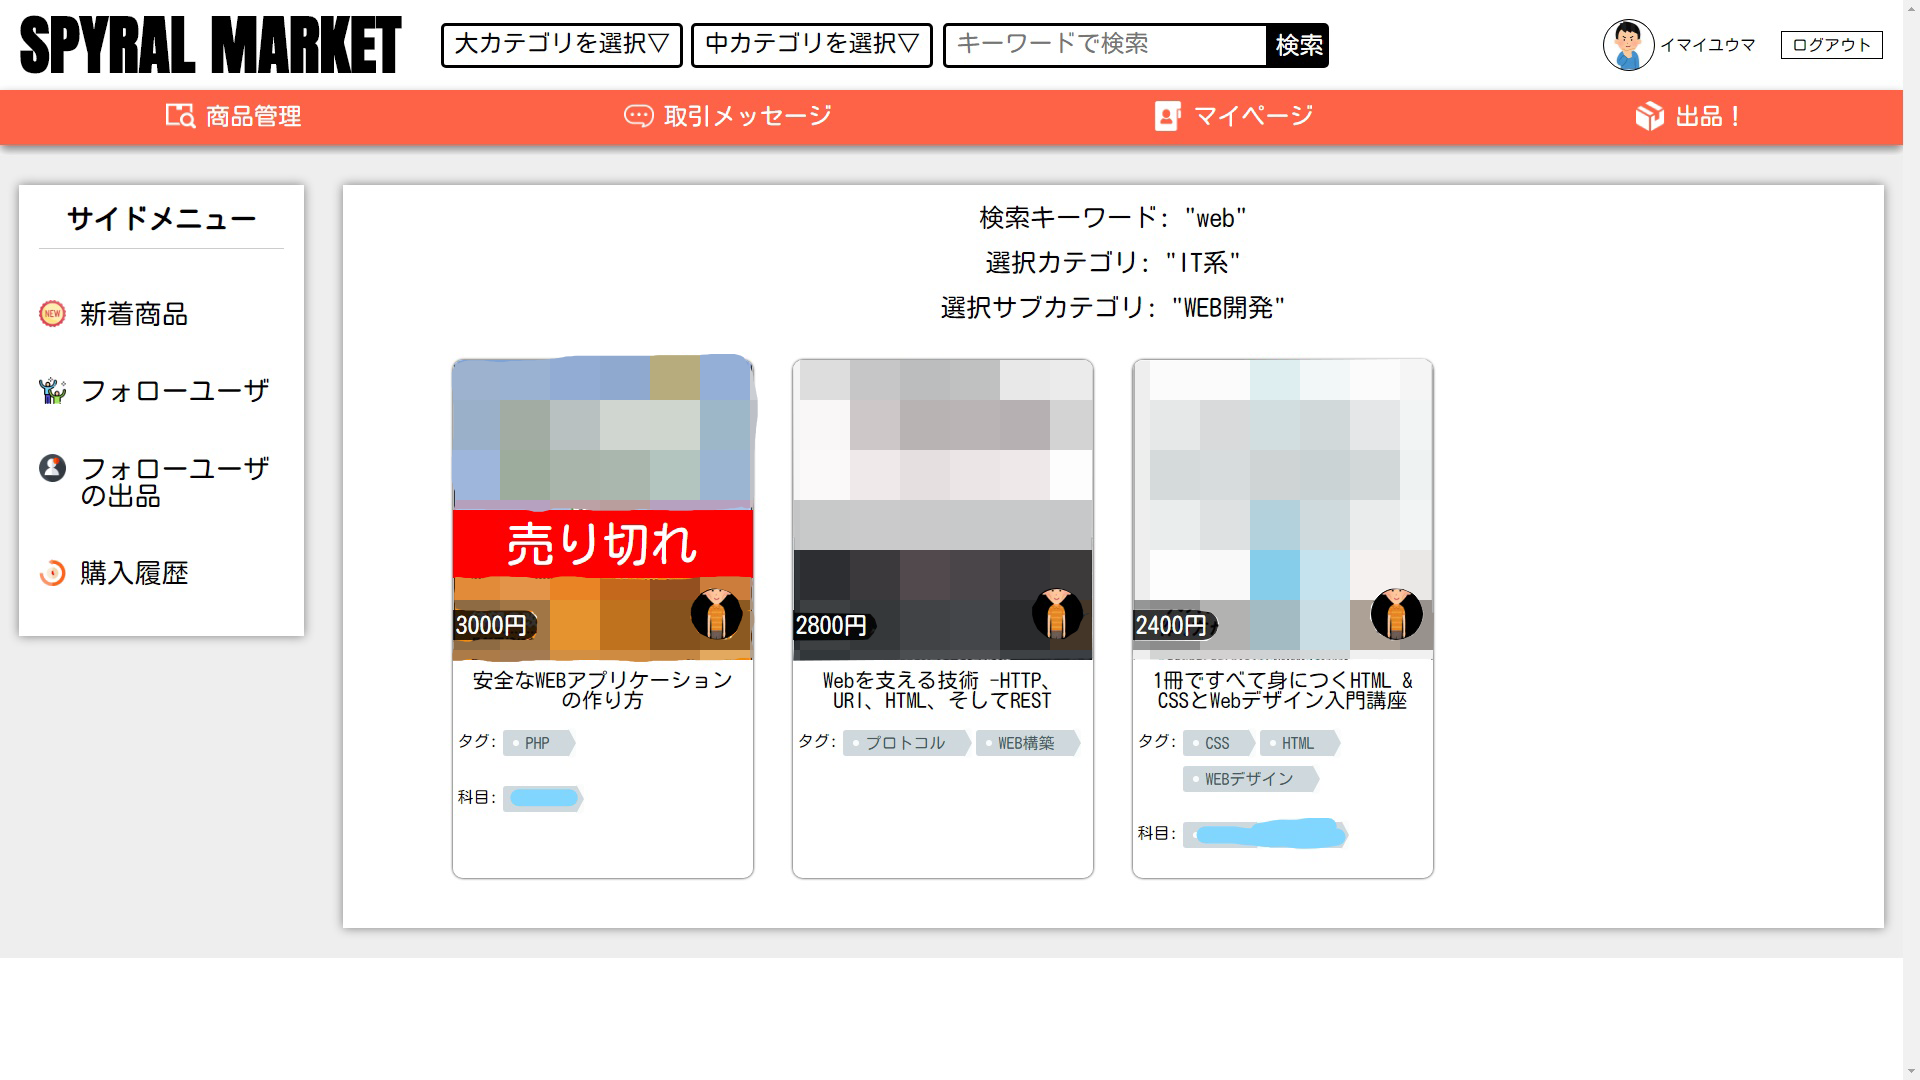 SPYRAL MARKET
大カテゴリを選択▽
中カテゴリを選択▽
キーワードで検索
検索
イマイユウマ
ログアウト
商品管理
取引メッセージ
マイページ
出品！
サイドメニュー
NEW
新着商品
フォローユーザ
フォローユーザ
の出品
購入履歴
検索キーワード: "web"
選択カテゴリ: "IT系"
選択サブカテゴリ: "WEB開発"
売り切れ
3000円
安全なWEBアプリケーション
の作り方
タグ: PHP
科目:
2800円
Webを支える技術 -HTTP、
URI、HTML、そしてREST
タグ: プロトコル WEB構築
2400円
1冊ですべて身につくHTML &
CSSとWebデザイン入門講座
タグ: CSS HTML
WEBデザイン
科目: